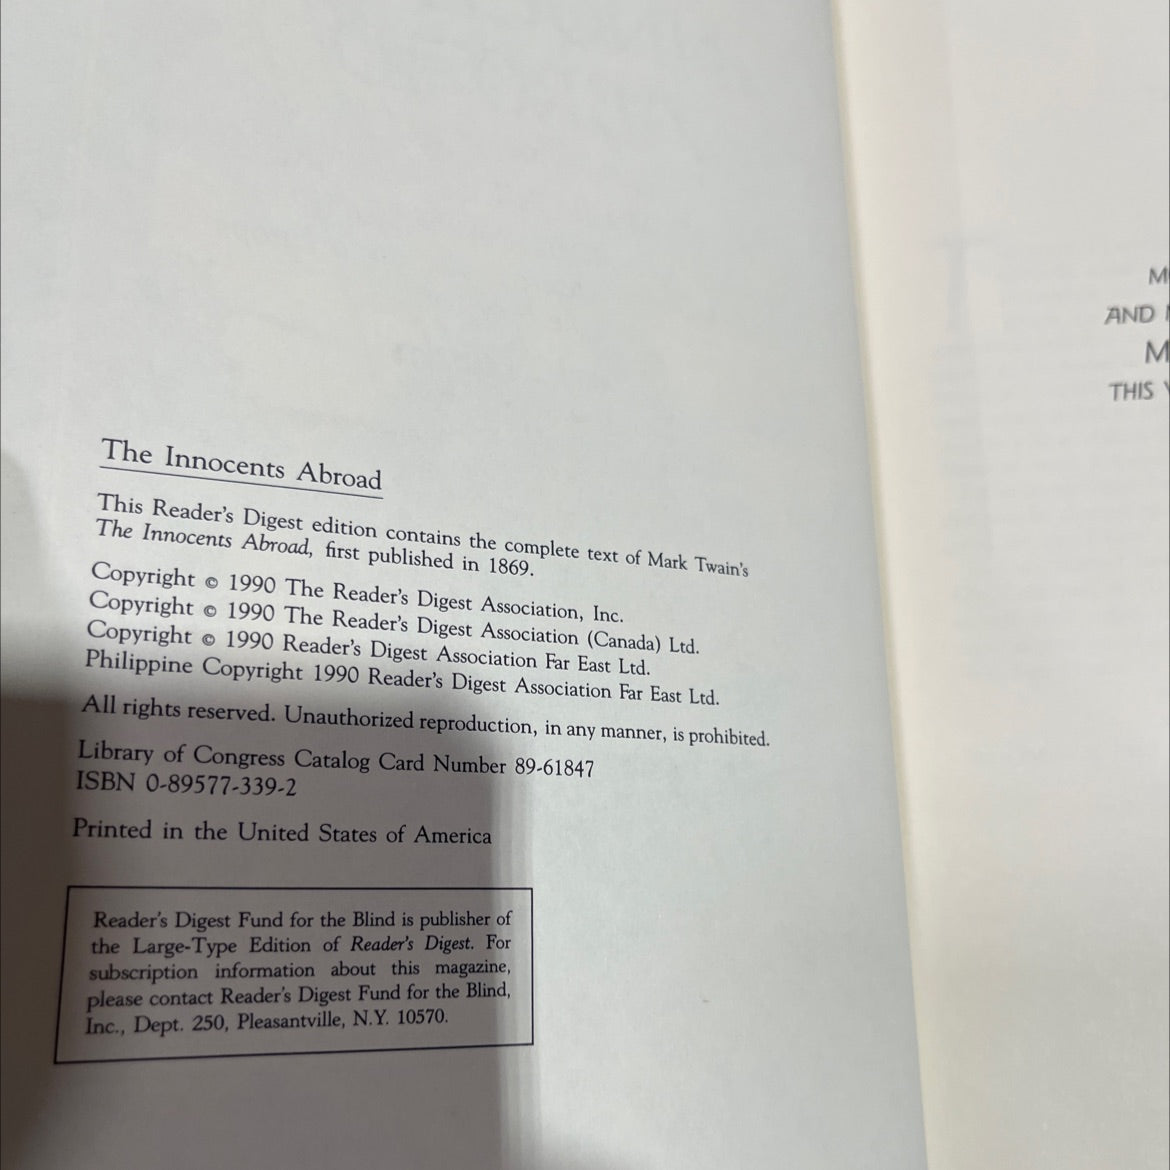 The Innocents Abroad
This Reader's Digest edition contains the complete text of Mark Twain's
The Innocents Abroad, first published in 1869.
Copyright © 1990 The Reader's Digest Association, Inc.
Copyright © 1990 The Reader's Digest Association (Canada) Ltd.
Copyright © 1990 Reader's Digest Association Far East Ltd.
Philippine Copyright 1990 Reader's Digest Association Far East Ltd.
All rights reserved. Unauthorized reproduction, in any manner, is prohibited.
Library of Congress Catalog Card Number 89-61847
ISBN 0-89577-339-2
Printed in the United States of America
Reader's Digest Fund for the Blind is publisher of
the Large-Type Edition of Reader's Digest. For
subscription information about this magazine,
please contact Reader's Digest Fund for the Blind,
Inc., Dept. 250, Pleasantville, N.Y. 10570.
AND
THIS